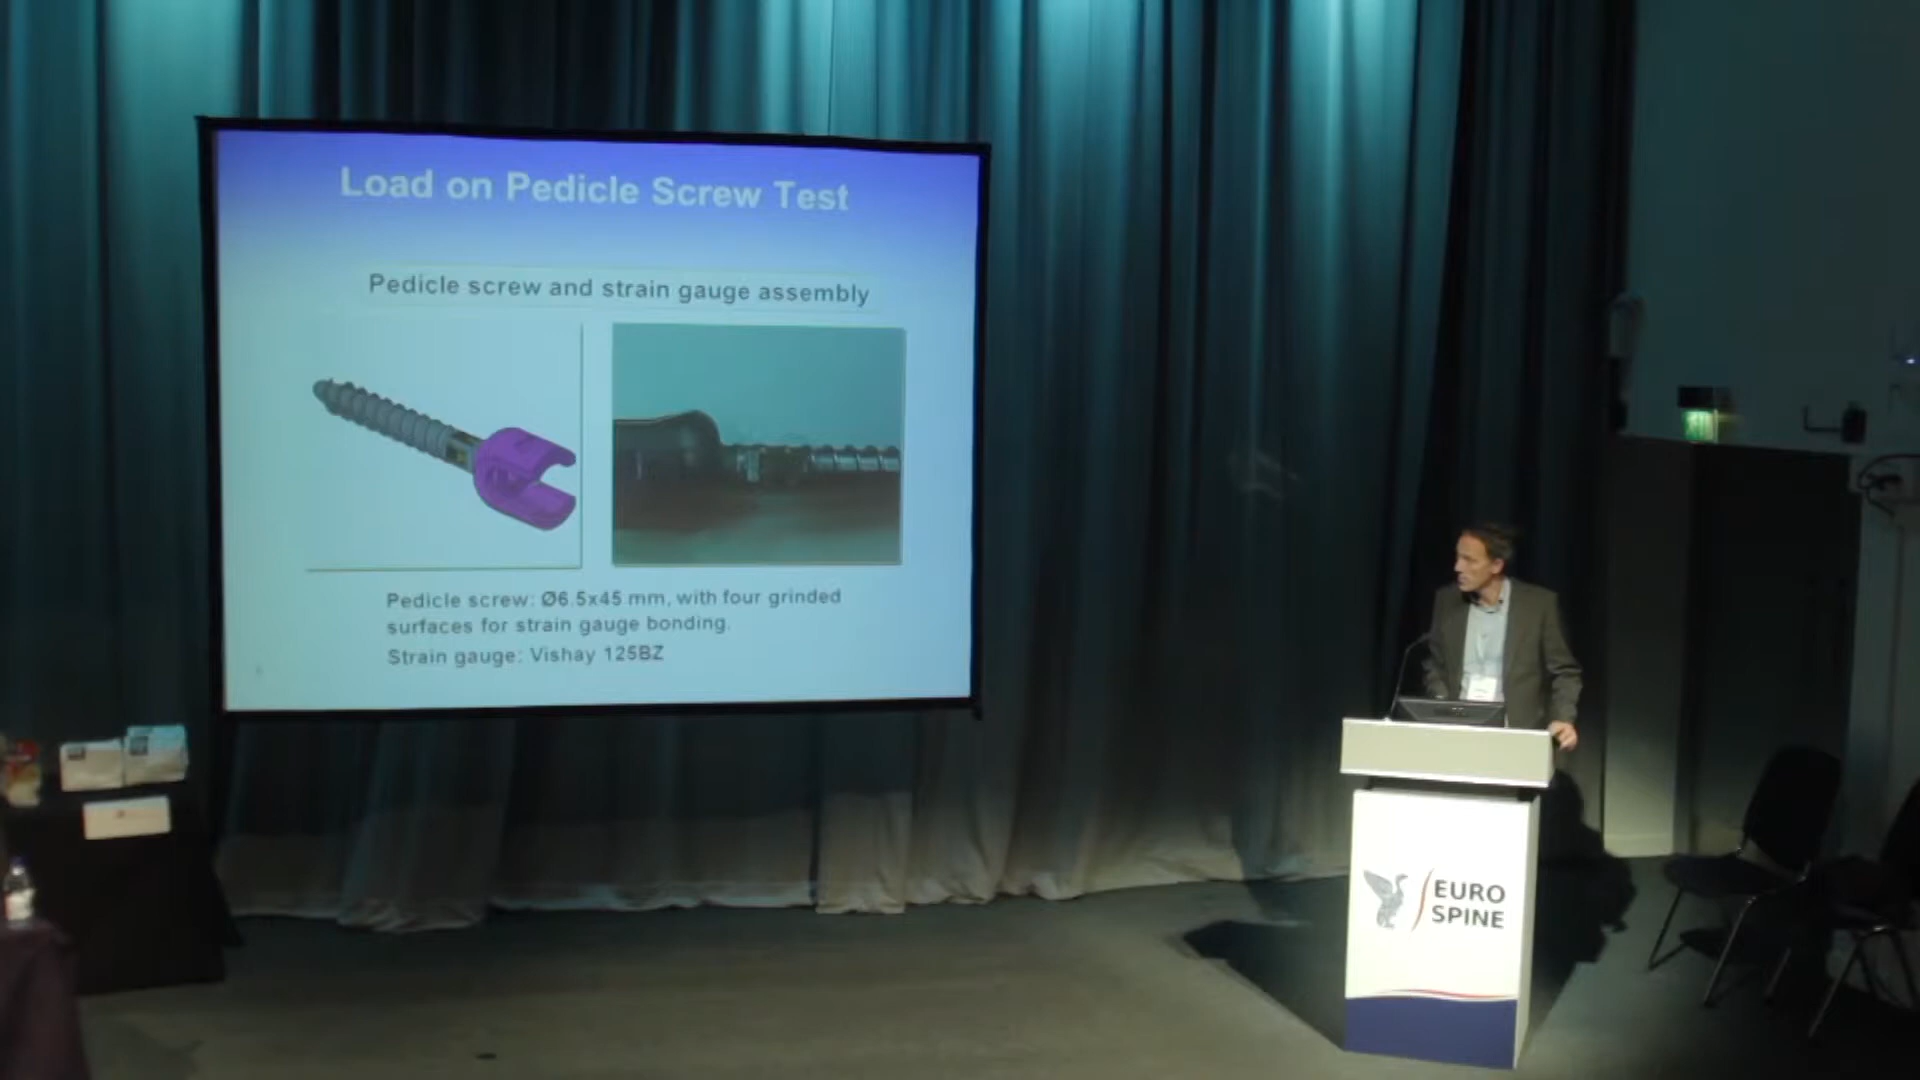 Load on Pedicle Screw Test
Pedicle screw and strain gauge assembly
Pedicle screw: Ø6.5x45 mm, with four grinded
surfaces for strain gauge bonding.
Strain gauge: Vishay 125BZ
EURO
SPINE